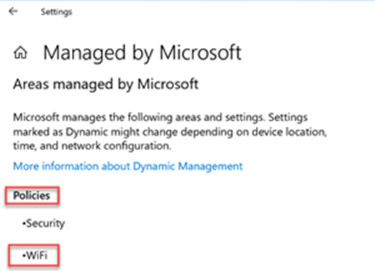 Settings
Managed by Microsoft
Areas managed by Microsoft
Microsoft manages the following areas and settings. Settings
marked as Dynamic might change depending on device location,
time, and network configuration.
More information about Dynamic Management
Policies
•Security
•WiFi